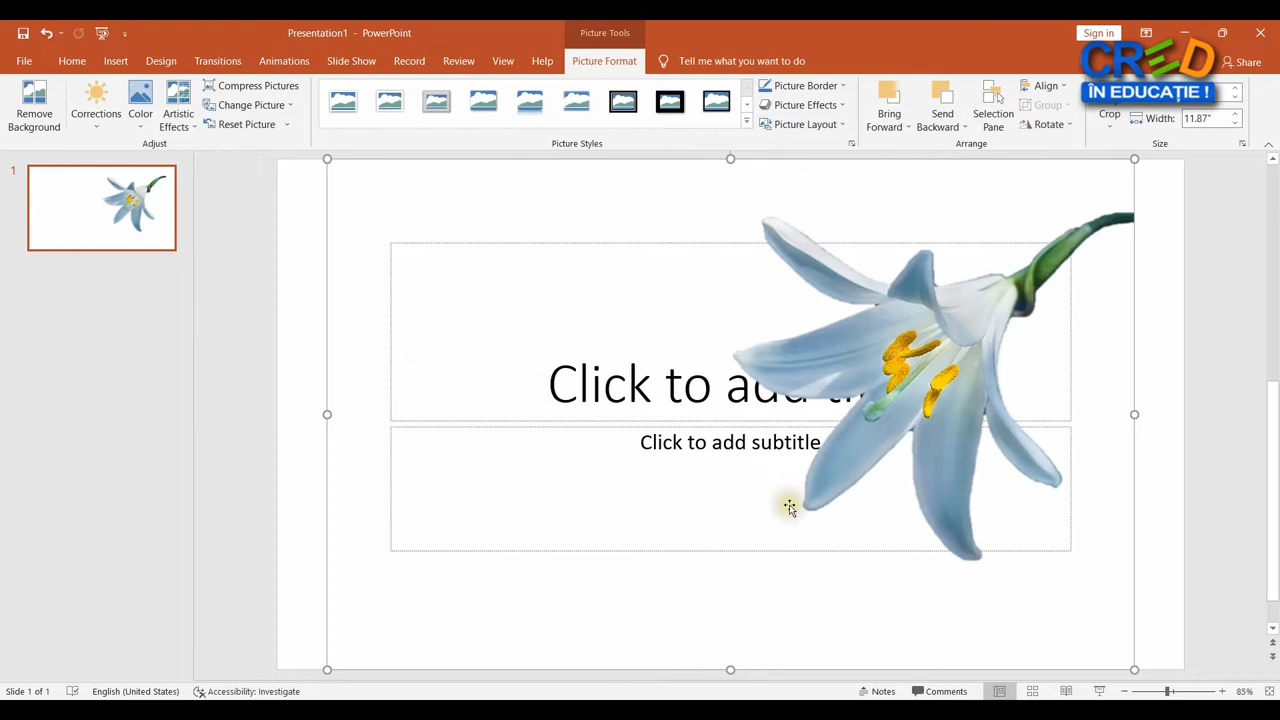 Presentation1 - PowerPoint
Picture Tools
Sign in
CRED
ÎN EDUCAȚIE !
File
Home
Insert
Design
Transitions
Animations
Slide Show
Record
Review
View
Help
Picture Format
Tell me what you want to do
Share
Remove
Background
Corrections
Color
Artistic
Effects
Compress Pictures
Change Picture
Reset Picture
Adjust
Picture Styles
Picture Border
Picture Effects
Picture Layout
Bring
Forward
Send
Backward
Selection
Pane
Align
Group
Rotate
Arrange
Crop
Width:
11.87"
Size
1
Click to add
Click to add subtitle
Slide 1 of 1
English (United States)
Accessibility: Investigate
Notes
Comments
85%